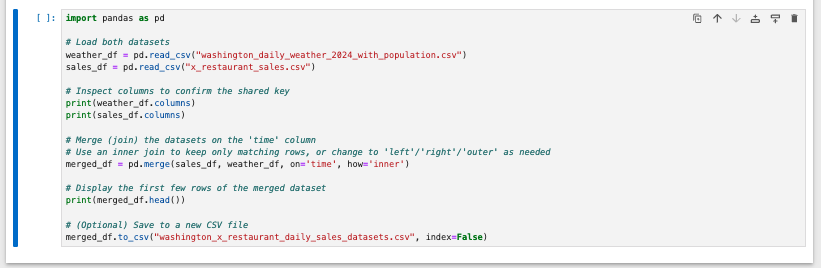 [ ]:
import pandas as pd
# Load both datasets
weather_df = pd.read_csv("washington_daily_weather_2024_with_population.csv")
sales_df = pd.read_csv("x_restaurant_sales.csv")
# Inspect columns to confirm the shared key
print(weather_df.columns)
print(sales_df.columns)
# Merge (join) the datasets on the 'time' column
# Use an inner join to keep only matching rows, or change to 'left'/'right'/'outer' as needed
merged_df = pd.merge(sales_df, weather_df, on='time', how='inner')
# Display the first few rows of the merged dataset
print(merged_df.head())
# (Optional) Save to a new CSV file
merged_df.to_csv("washington_x_restaurant_daily_sales_datasets.csv", index=False)